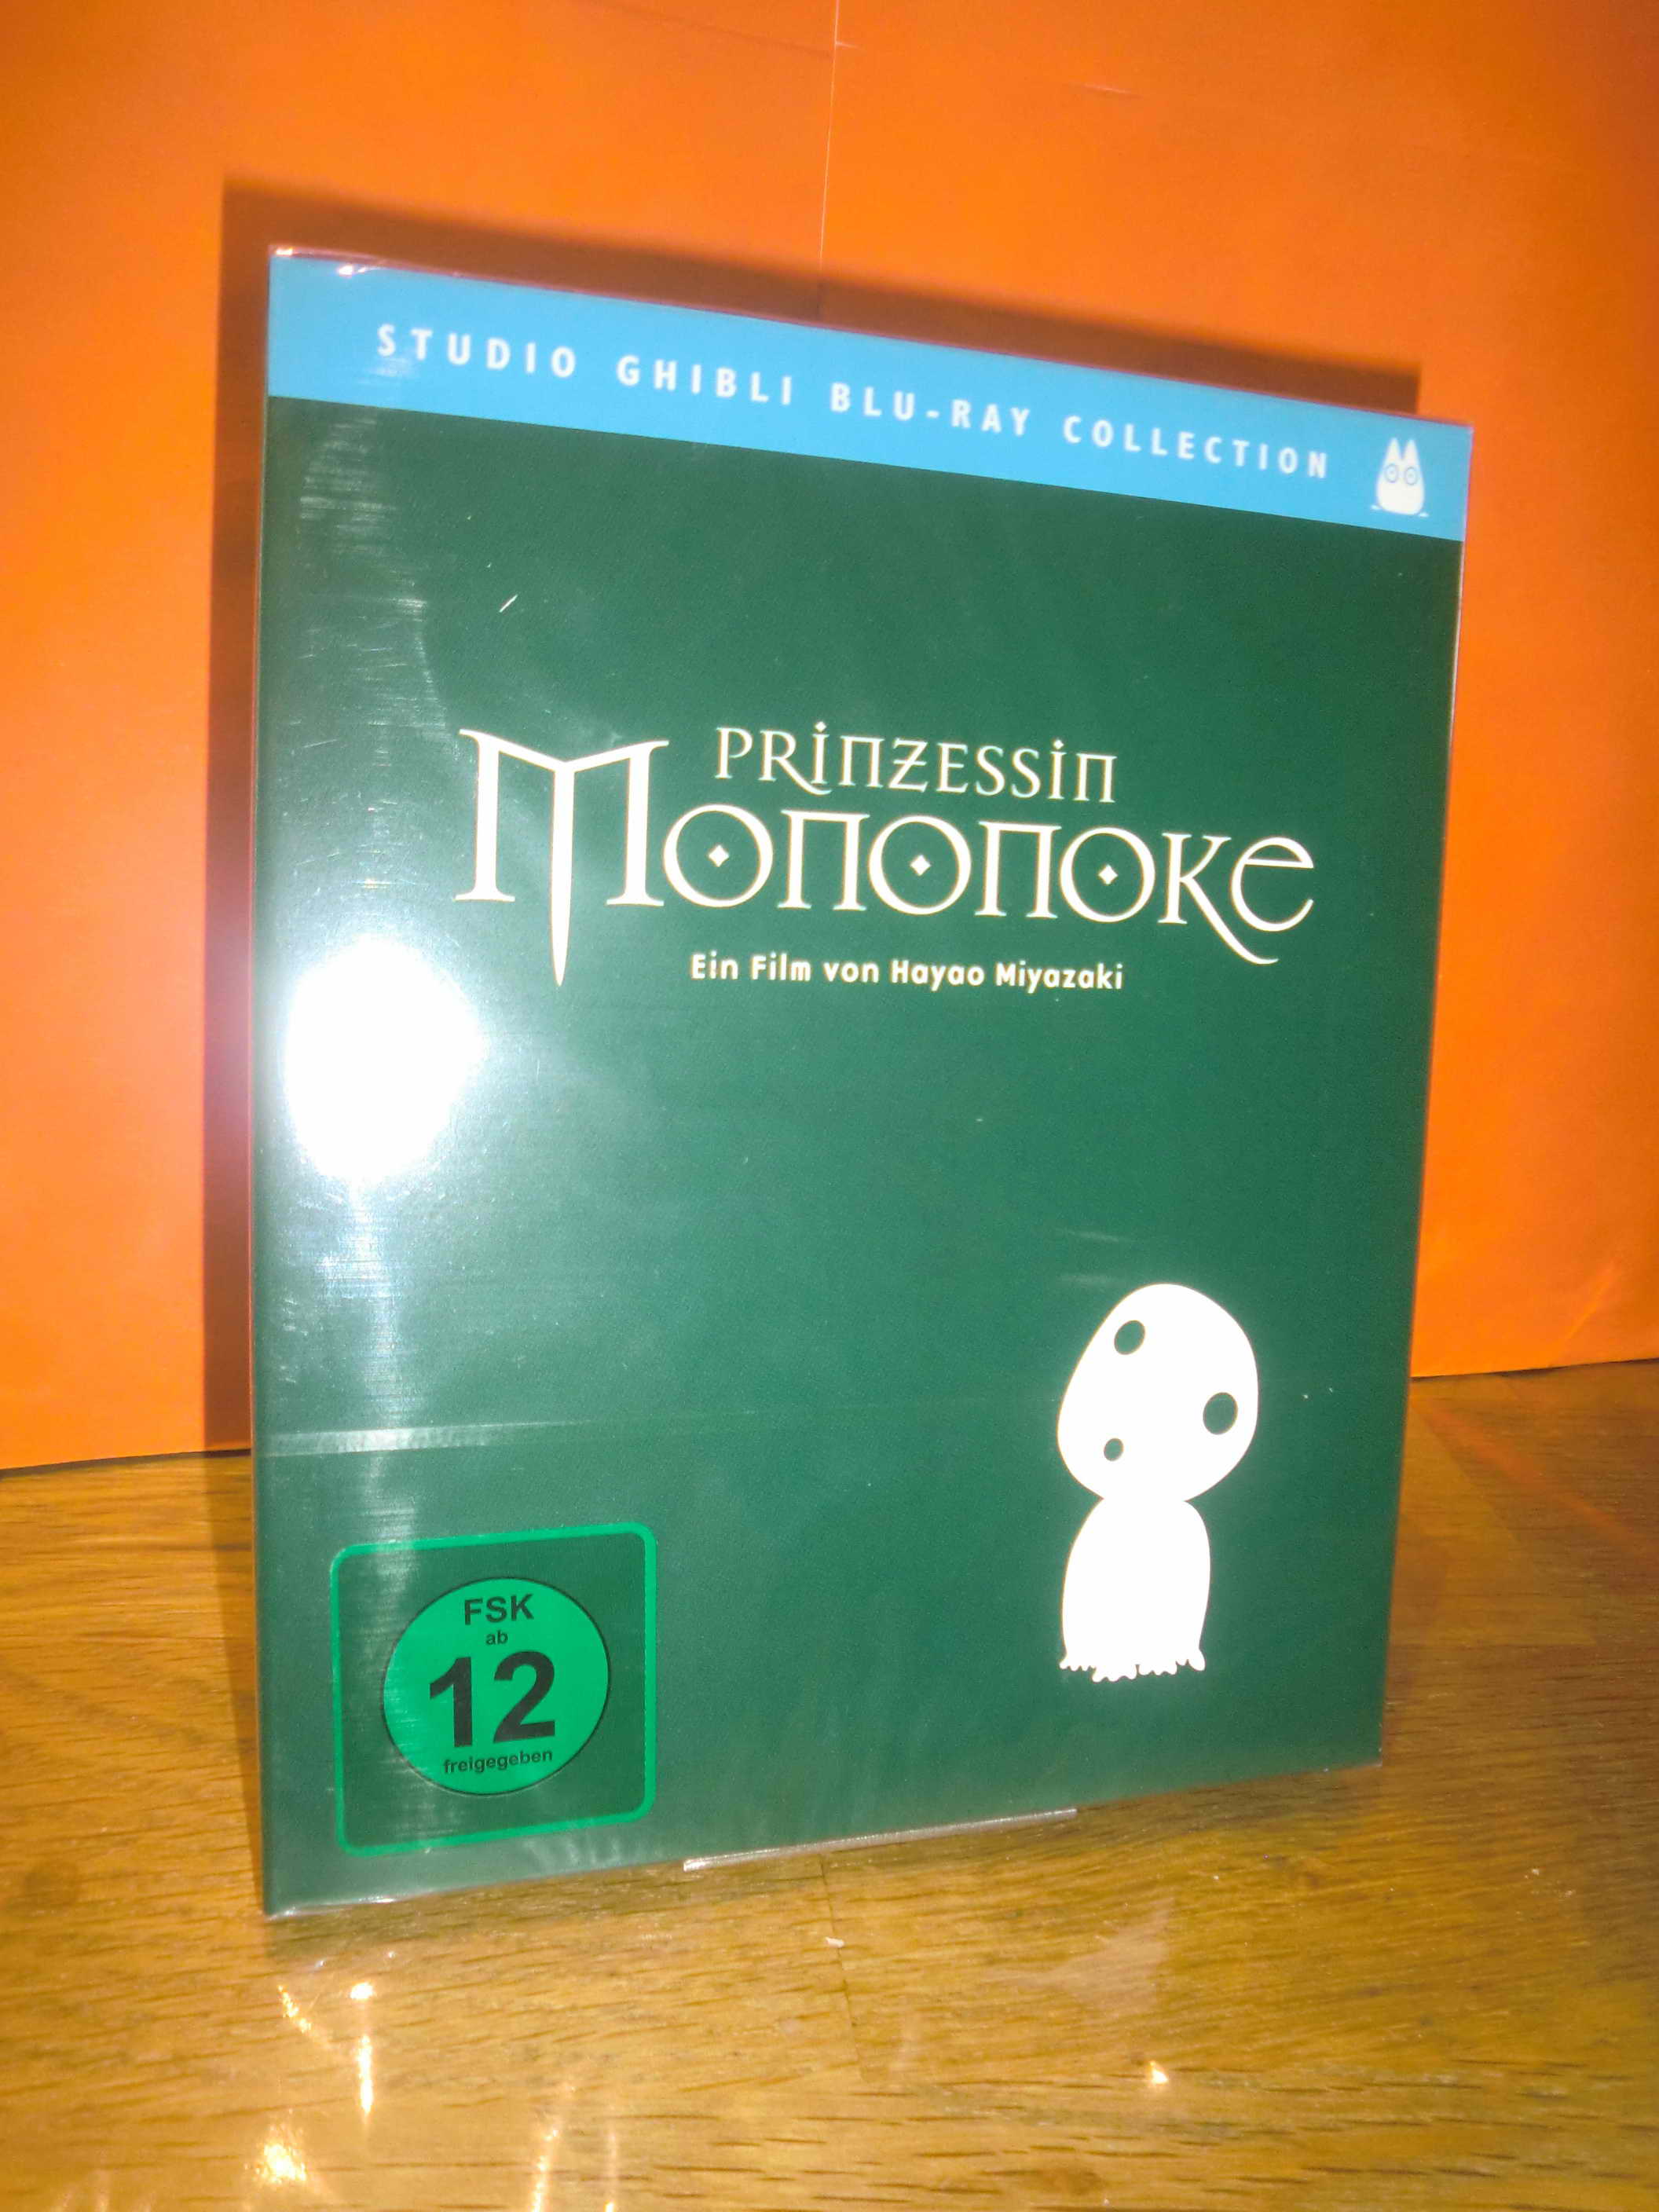 STUDIO GHIBLI BLU-RAY COLLECTION
PRINZESSIN
MONONOKE
Ein Film von Hayao Miyazaki
FSK
ab
12
freigegeben